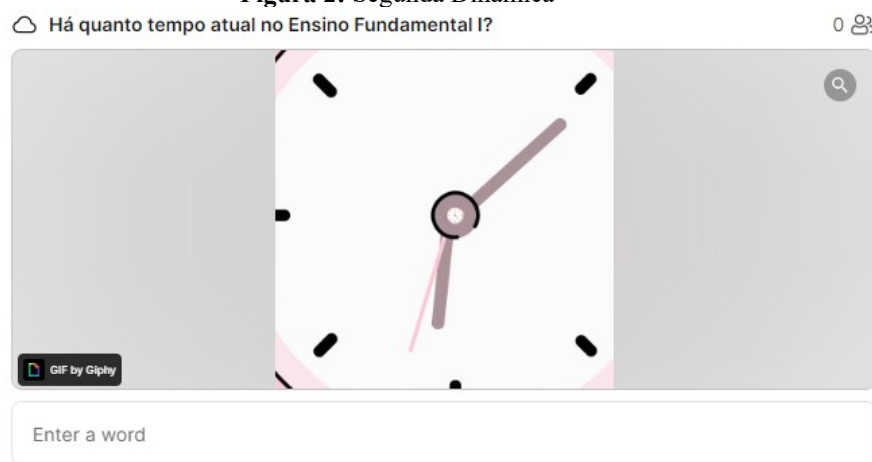 Figura 2: Segunda Dinâmica
Há quanto tempo atual no Ensino Fundamental I?
0
GIF by Giphy
Enter a word